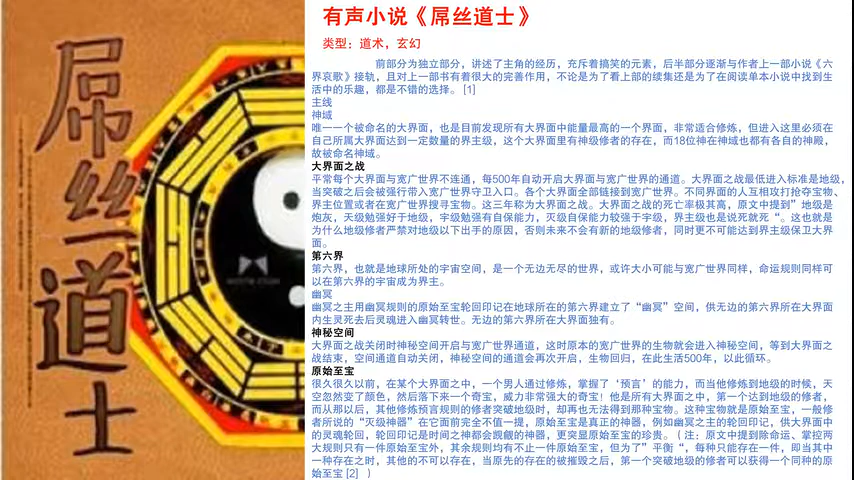 屌丝道士
有声小说《屌丝道士》
类型：道术，玄幻
前部分为独立部分，讲述了主角的经历，充斥着搞笑的元素，后半部分逐渐与作者上一部小说《六
界哀歌》接轨，且对上一部书有着很大的完善作用，不论是为了看上部的续集还是为了在阅读单本小说中找到生
活中的乐趣，都是不错的选择。 [1]
主线
神域
唯一一个被命名的大界面，也是目前发现所有大界面中能量最高的一个界面，非常适合修炼，但进入这里必须在
自己所属大界面达到一定数量的界主级，这个大界面里有神级修者的存在，而18位神在神域也都有各自的神殿，
故被命名神域。
大界面之战
平常每个大界面与宽广世界不连通，每500年自动开启大界面与宽广世界的通道。大界面之战最低进入标准是地级，
当突破之后会被强行带入宽广世界守卫入口。各个大界面全部链接到宽广世界。不同界面的人互相攻打抢夺宝物、
界主位置或者在宽广世界搜寻宝物。这三年称为大界面之战。大界面之战的死亡率极其高，原文中提到”地级是
炮灰，天级勉强好于地级，宇级勉强有自保能力，灭级自保能力较强于宇级，界主级也是说死就死“。这也就是
为什么地级修者严禁对地级以下出手的原因，否则未来不会有新的地级修者，同时更不可能达到界主级保卫大界
面。
第六界
第六界，也就是地球所处的宇宙空间，是一个无边无尽的世界，或许大小可能与宽广世界同样，命运规则同样可
以在第六界的宇宙成为界主。
幽冥
幽冥之主用幽冥规则的原始至宝轮回印记在地球所在的第六界建立了“幽冥”空间，供无边的第六界所在大界面
内生灵死去后灵魂进入幽冥转世。无边的第六界所在大界面独有。
神秘空间
大界面之战关闭时神秘空间开启与宽广世界通道，这时原本的宽广世界的生物就会进入神秘空间，等到大界面之
战结束，空间通道自动关闭，神秘空间的通道会再次开启，生物回归，在此生活500年，以此循环。
原始至宝
很久很久以前，在某个大界面之中，一个男人通过修炼，掌握了‘预言’的能力，而当他修炼到地级的时候，天
空忽然变了颜色，然后落下来一个奇宝，威力非常强大的奇宝！他是所有大界面之中，第一个达到地级的修者，
而从那以后，其他修炼预言规则的修者突破地级时，却再也无法得到那种宝物。这种宝物就是原始至宝，一般修
者所说的“灭级神器”在它面前完全不值一提，原始至宝是真正的神器，例如幽冥之主的轮回印记，供大界面中
的灵魂轮回，轮回印记是时间之神都会觊觎的神器，更突显原始至宝的珍贵。（注：原文中提到除命运、掌控两
大规则只有一件原始至宝外，其余规则均有不止一件原始至宝，但为了”平衡“，每种只能存在一件，即当其中
一种存在之时，其他的不可以存在，当原先的存在的被摧毁之后，第一个突破地级的修者可以获得一个同种的原
始至宝 [2] ）